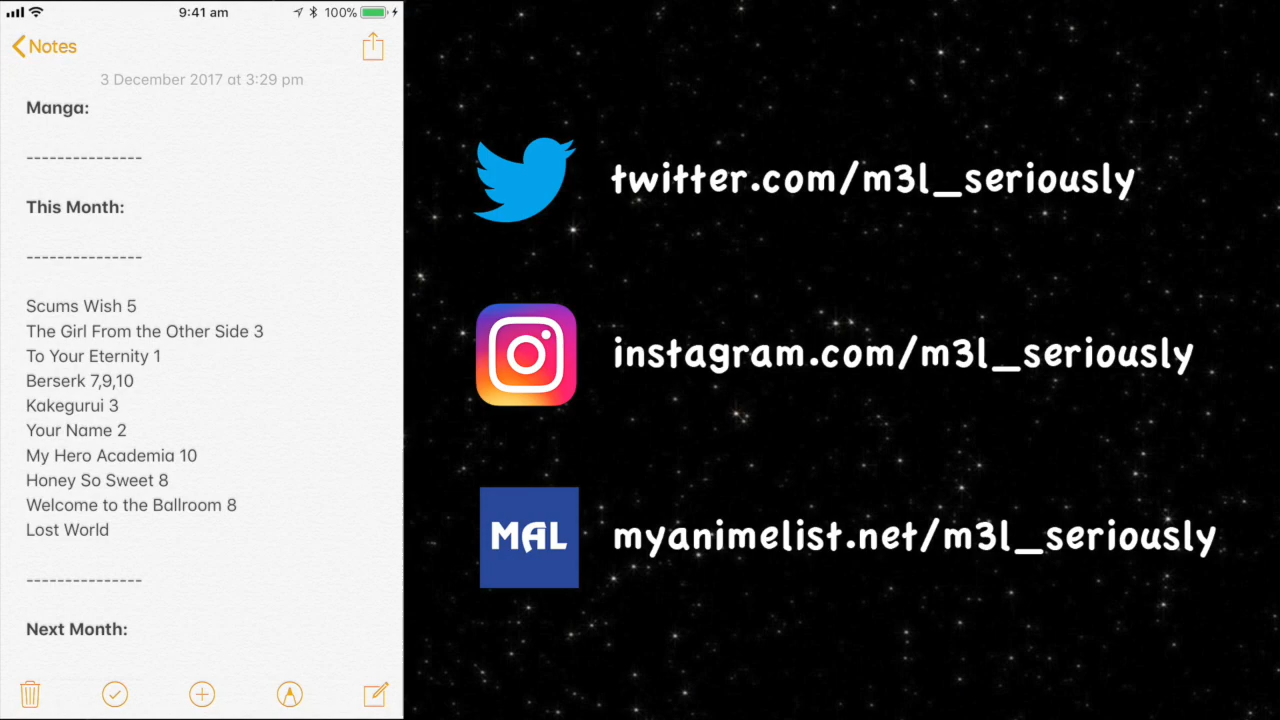 9:41 am
100%
Notes
3 December 2017 at 3:29 pm
Manga:
---------------
This Month:
---------------
Scums Wish 5
The Girl From the Other Side 3
To Your Eternity 1
Berserk 7,9,10
Kakegurui 3
Your Name 2
My Hero Academia 10
Honey So Sweet 8
Welcome to the Ballroom 8
Lost World
---------------
Next Month:
twitter.com/m3l_seriously
instagram.com/m3l_seriously
MAL
myanimelist.net/m3l_seriously